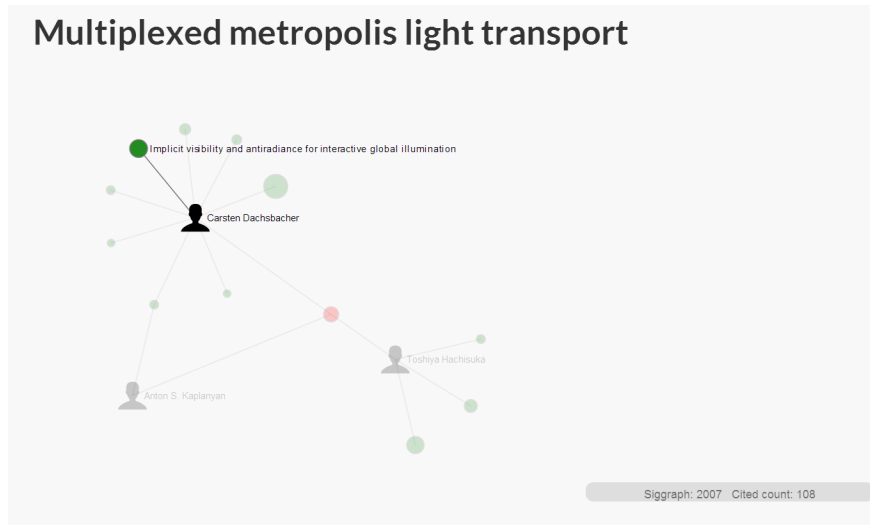 Multiplexed metropolis light transport
Implicit visibility and antiradiance for interactive global illumination
Carsten Dachsbacher
Toshiya Hachisuka
Anton S. Kaplanyan
Siggraph: 2007 Cited count: 108